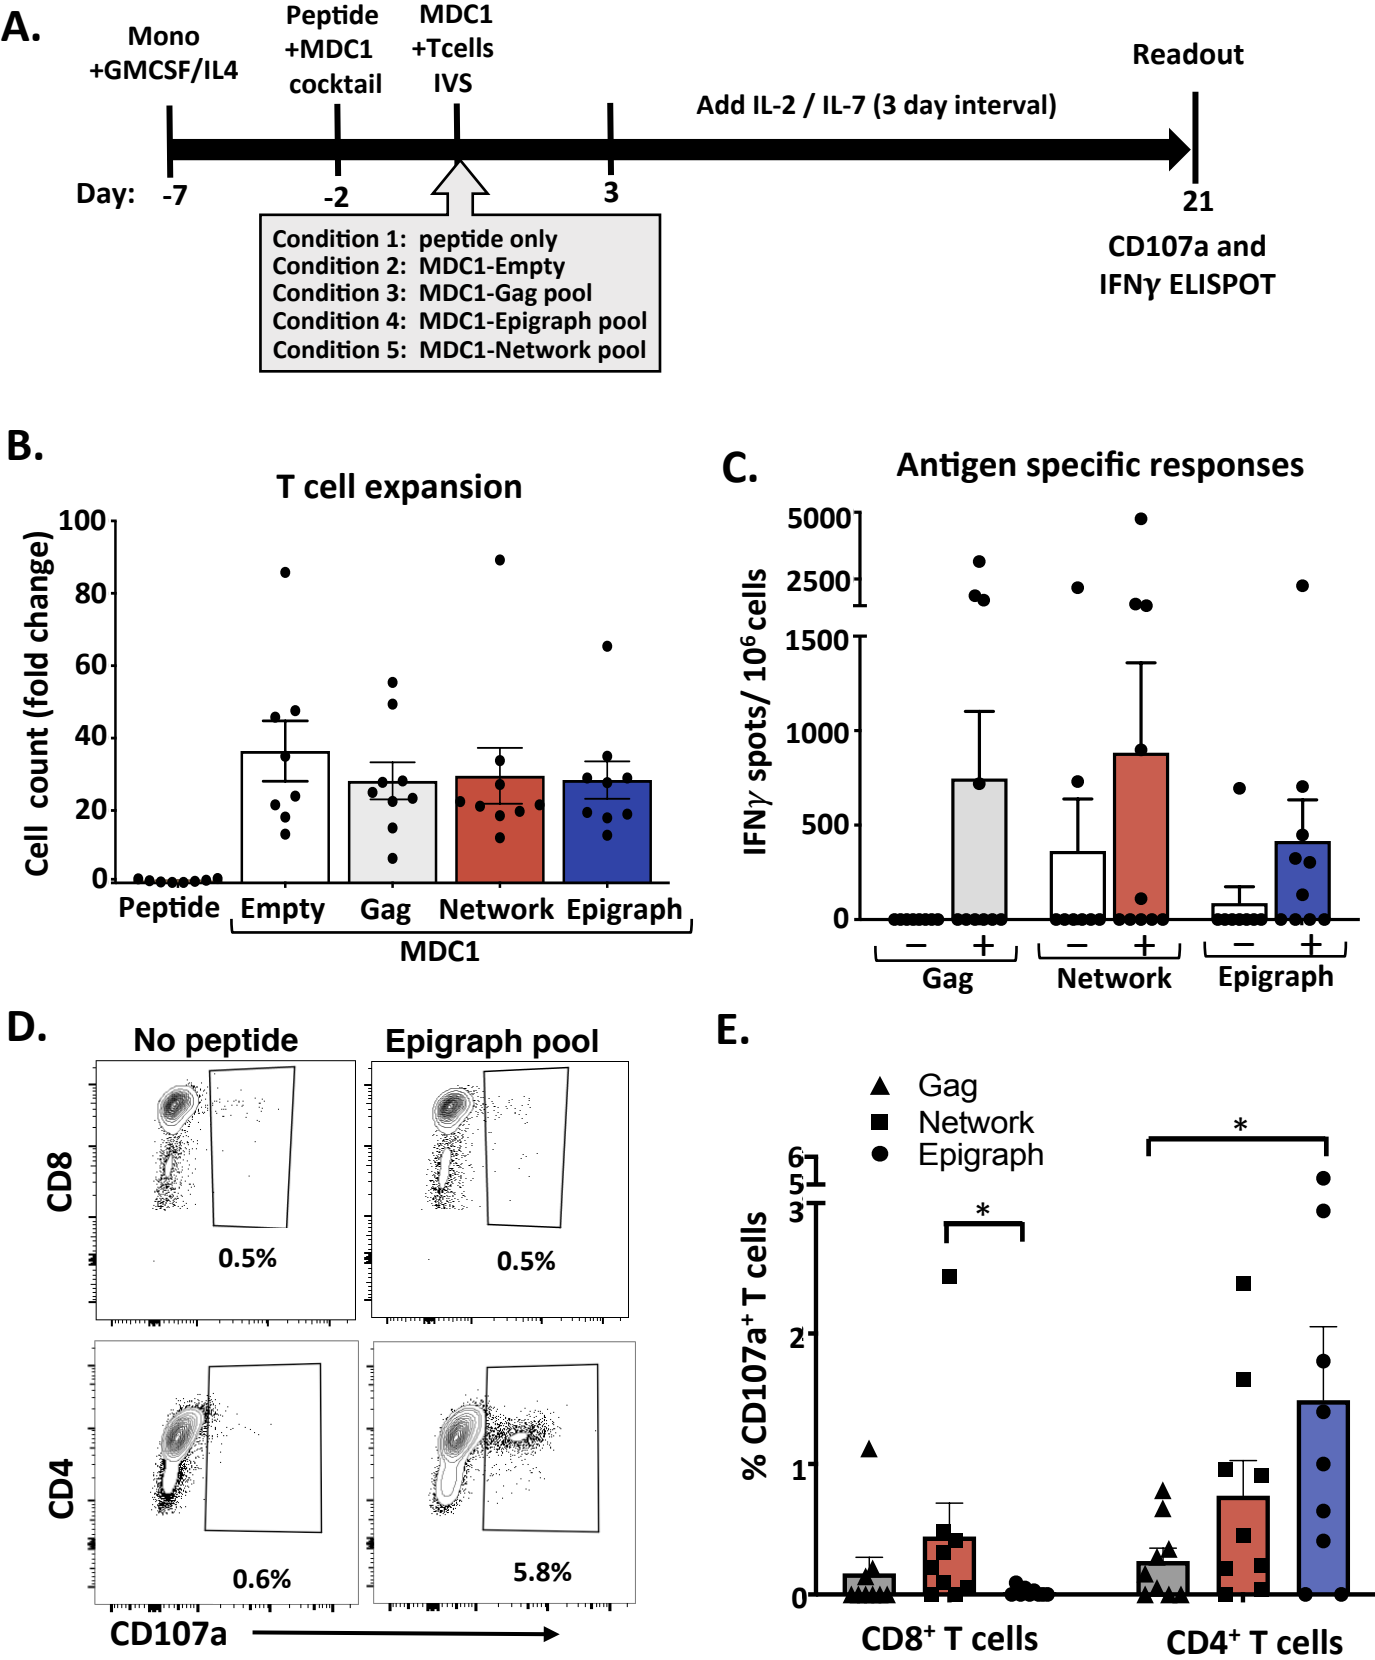 A.
Mono
+GMCSF/IL4
Peptide
+MDC1
cocktail
MDC1
+Tcells
IVS
Add IL-2 / IL-7 (3 day interval)
Readout
Day: -7 -2 3 21
Condition 1: peptide only
Condition 2: MDC1-Empty
Condition 3: MDC1-Gag pool
Condition 4: MDC1-Epigraph pool
Condition 5: MDC1-Network pool
CD107a and
IFNγ ELISPOT
B.
T cell expansion
Cell count (fold change)
100
80
60
40
20
0
Peptide Empty Gag Network Epigraph
MDC1
C.
Antigen specific responses
IFNγ spots/ 10⁶ cells
5000
2500
1500
1000
500
0
− + − + − +
Gag Network Epigraph
D.
No peptide Epigraph pool
CD8
0.5% 0.5%
CD4
0.6% 5.8%
CD107a
E.
Gag
Network
Epigraph
% CD107a⁺ T cells
6
5
3
2
1
0
*
*
CD8⁺ T cells CD4⁺ T cells